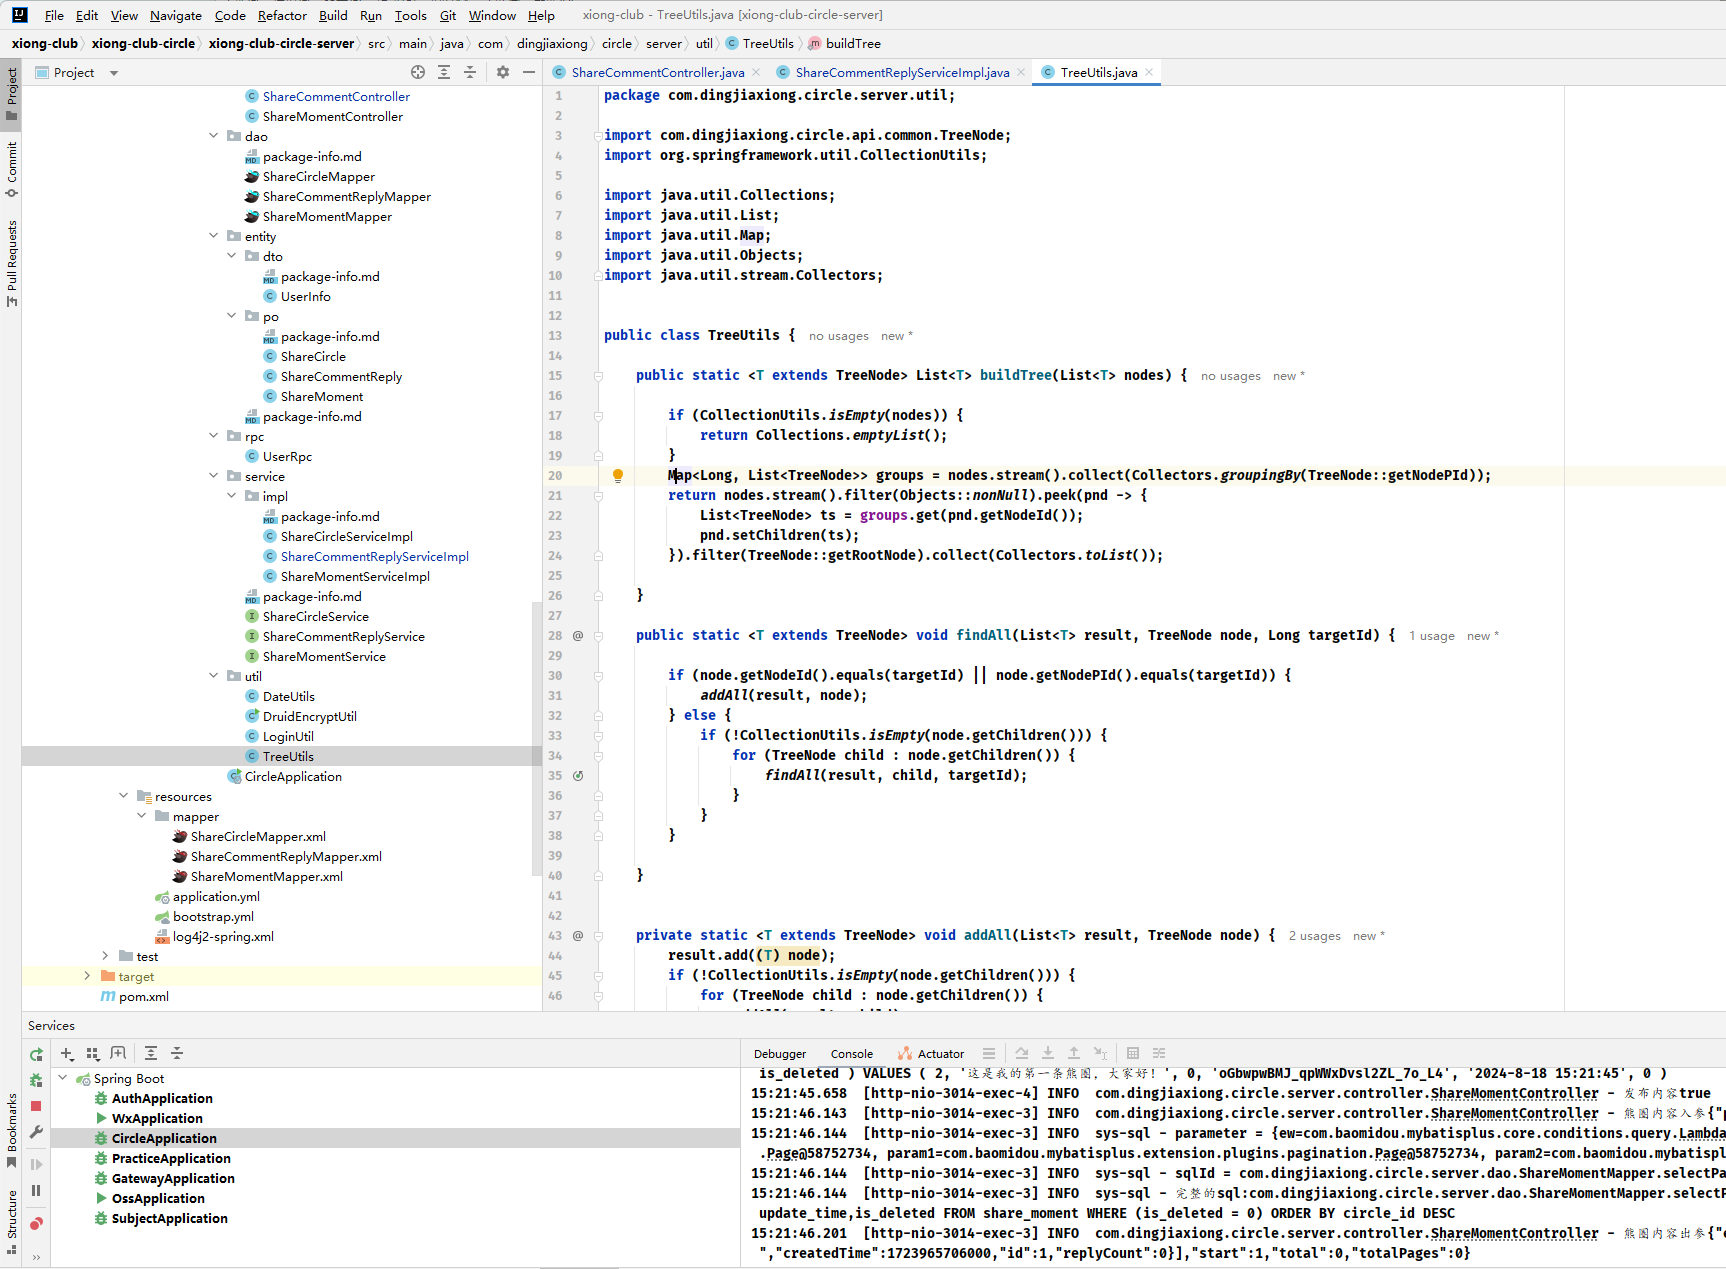 File Edit View Navigate Code Refactor Build Run Tools Git Window Help xiong-club - TreeUtils.java [xiong-club-circle-server]
xiong-club xiong-club-circle xiong-club-circle-server src main java com dingjiaxiong circle server util TreeUtils buildTree
Project
Commit
Pull Requests
Bookmarks
Structure
Project
ShareCommentController
ShareMomentController
dao
package-info.md
ShareCircleMapper
ShareCommentReplyMapper
ShareMomentMapper
entity
dto
package-info.md
UserInfo
po
package-info.md
ShareCircle
ShareCommentReply
ShareMoment
package-info.md
rpc
UserRpc
service
impl
package-info.md
ShareCircleServiceImpl
ShareCommentReplyServiceImpl
ShareMomentServiceImpl
package-info.md
ShareCircleService
ShareCommentReplyService
ShareMomentService
util
DateUtils
DruidEncryptUtil
LoginUtil
TreeUtils
CircleApplication
resources
mapper
ShareCircleMapper.xml
ShareCommentReplyMapper.xml
ShareMomentMapper.xml
application.yml
bootstrap.yml
log4j2-spring.xml
test
target
pom.xml
ShareCommentController.java ShareCommentReplyServiceImpl.java TreeUtils.java
1 package com.dingjiaxiong.circle.server.util;
2
3 import com.dingjiaxiong.circle.api.common.TreeNode;
4 import org.springframework.util.CollectionUtils;
5
6 import java.util.Collections;
7 import java.util.List;
8 import java.util.Map;
9 import java.util.Objects;
10 import java.util.stream.Collectors;
11
12
13 public class TreeUtils { no usages new *
14
15 public static <T extends TreeNode> List<T> buildTree(List<T> nodes) { no usages new *
16
17 if (CollectionUtils.isEmpty(nodes)) {
18 return Collections.emptyList();
19 }
20 Map<Long, List<TreeNode>> groups = nodes.stream().collect(Collectors.groupingBy(TreeNode::getNodePId));
21 return nodes.stream().filter(Objects::nonNull).peek(pnd -> {
22 List<TreeNode> ts = groups.get(pnd.getNodeId());
23 pnd.setChildren(ts);
24 }).filter(TreeNode::getRootNode).collect(Collectors.toList());
25
26 }
27
28 public static <T extends TreeNode> void findAll(List<T> result, TreeNode node, Long targetId) { 1 usage new *
29
30 if (node.getNodeId().equals(targetId) || node.getNodePId().equals(targetId)) {
31 addAll(result, node);
32 } else {
33 if (!CollectionUtils.isEmpty(node.getChildren())) {
34 for (TreeNode child : node.getChildren()) {
35 findAll(result, child, targetId);
36 }
37 }
38 }
39
40 }
41
42
43 private static <T extends TreeNode> void addAll(List<T> result, TreeNode node) { 2 usages new *
44 result.add((T) node);
45 if (!CollectionUtils.isEmpty(node.getChildren())) {
46 for (TreeNode child : node.getChildren()) {
Services
Spring Boot
AuthApplication
WxApplication
CircleApplication
PracticeApplication
GatewayApplication
OssApplication
SubjectApplication
Debugger Console Actuator
is_deleted ) VALUES ( 2, '这是我的第一条熊圈，大家好！', 0, 'oGbwpwBMJ_qpWWxDvsl2ZL_7o_L4', '2024-8-18 15:21:45', 0 )
15:21:45.658 [http-nio-3014-exec-4] INFO com.dingjiaxiong.circle.server.controller.ShareMomentController - 发布内容true
15:21:46.143 [http-nio-3014-exec-3] INFO com.dingjiaxiong.circle.server.controller.ShareMomentController - 熊圈内容入参{"p
15:21:46.144 [http-nio-3014-exec-3] INFO sys-sql - parameter = {ew=com.baomidou.mybatisplus.core.conditions.query.Lambda
.Page@58752734, param1=com.baomidou.mybatisplus.extension.plugins.pagination.Page@58752734, param2=com.baomidou.mybatispl
15:21:46.144 [http-nio-3014-exec-3] INFO sys-sql - sqlId = com.dingjiaxiong.circle.server.dao.ShareMomentMapper.selectPa
15:21:46.144 [http-nio-3014-exec-3] INFO sys-sql - 完整的sql:com.dingjiaxiong.circle.server.dao.ShareMomentMapper.selectP
update_time,is_deleted FROM share_moment WHERE (is_deleted = 0) ORDER BY circle_id DESC
15:21:46.201 [http-nio-3014-exec-3] INFO com.dingjiaxiong.circle.server.controller.ShareMomentController - 熊圈内容出参{"
","createdTime":1723965706000,"id":1,"replyCount":0}],"start":1,"total":0,"totalPages":0}